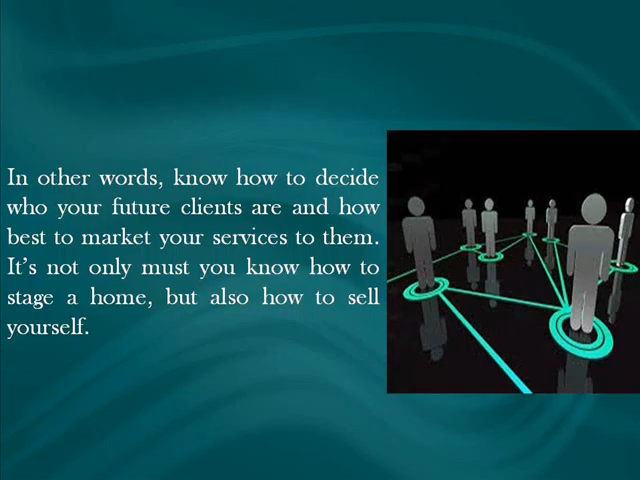 In other words, know how to decide
who your future clients are and how
best to market your services to them.
It’s not only must you know how to
stage a home, but also how to sell
yourself.